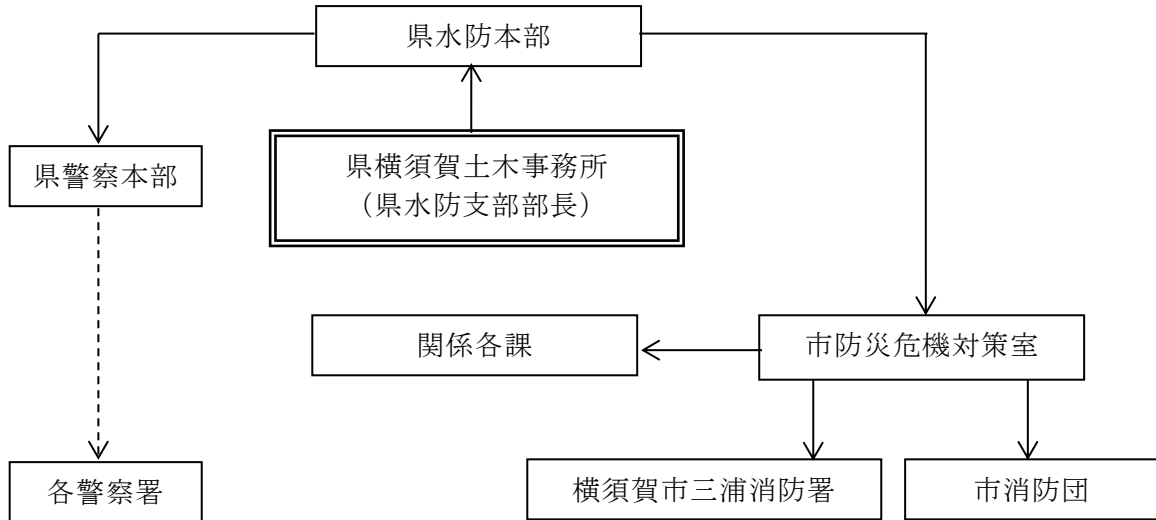 県水防本部
県警察本部
県横須賀土木事務所
（県水防支部部長）
関係各課
市防災危機対策室
各警察署
横須賀市三浦消防署
市消防団